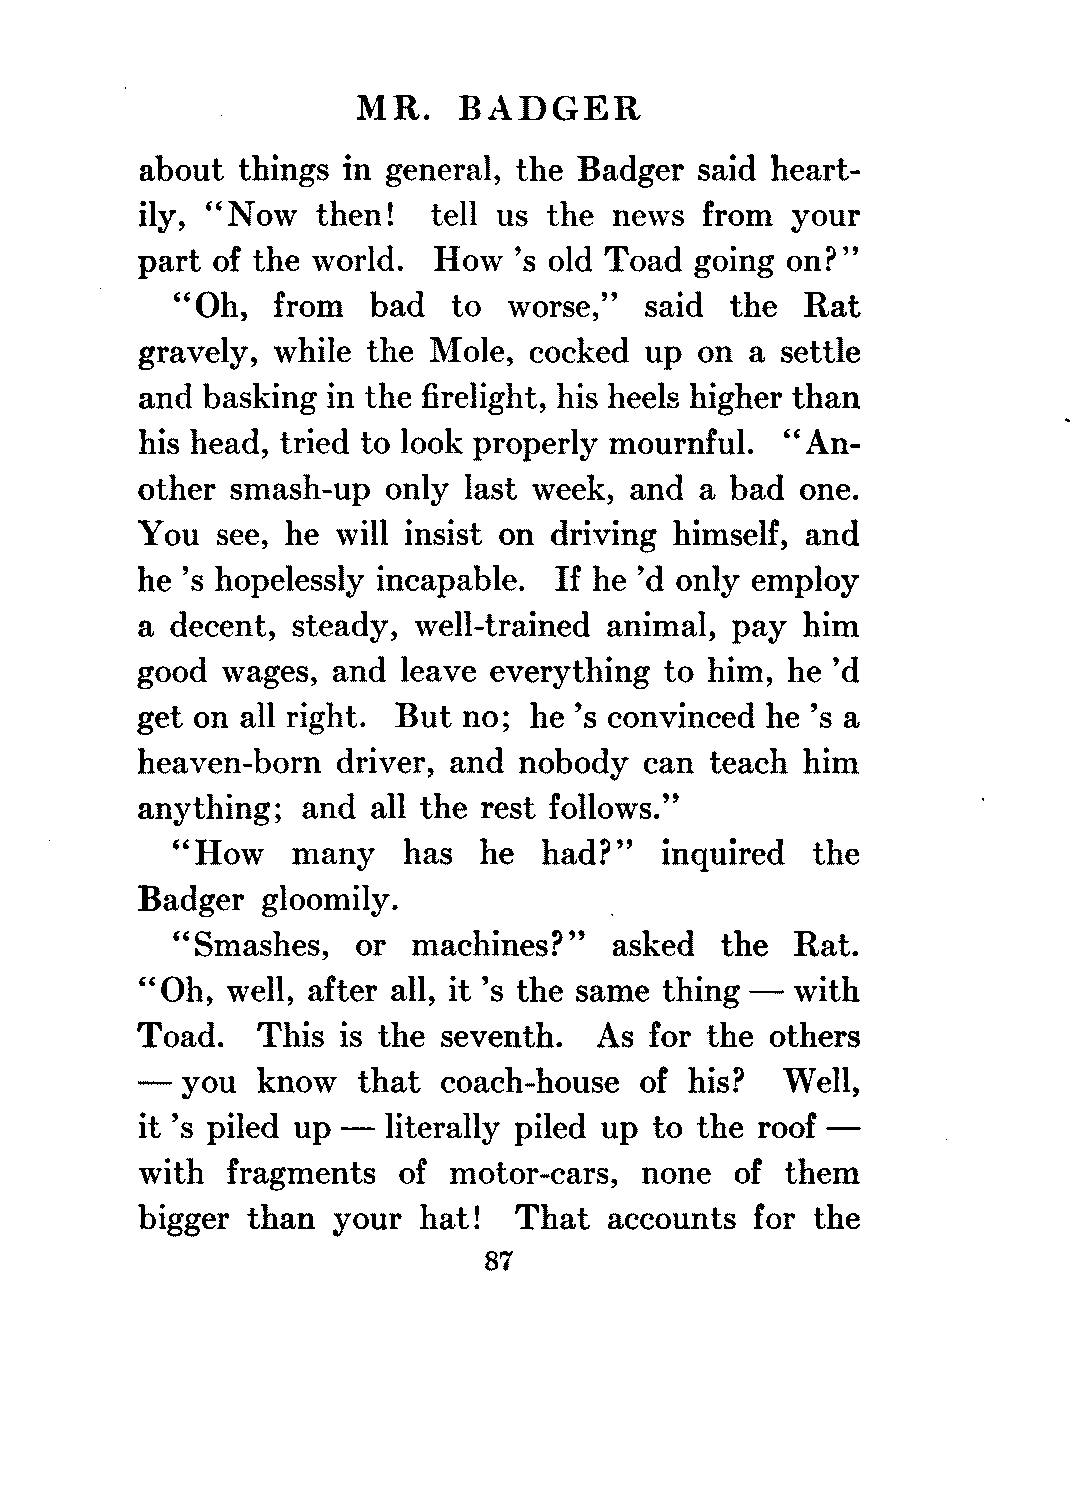 MR. BADGER
about things in general, the Badger said heart-
ily, “Now then! tell us the news from your
part of the world. How ’s old Toad going on?”
“Oh, from bad to worse,” said the Rat
gravely, while the Mole, cocked up on a settle
and basking in the firelight, his heels higher than
his head, tried to look properly mournful. “An-
other smash-up only last week, and a bad one.
You see, he will insist on driving himself, and
he ’s hopelessly incapable. If he ’d only employ
a decent, steady, well-trained animal, pay him
good wages, and leave everything to him, he ’d
get on all right. But no; he ’s convinced he ’s a
heaven-born driver, and nobody can teach him
anything; and all the rest follows.”
“How many has he had?” inquired the
Badger gloomily.
“Smashes, or machines?” asked the Rat.
“Oh, well, after all, it ’s the same thing — with
Toad. This is the seventh. As for the others
— you know that coach-house of his? Well,
it ’s piled up — literally piled up to the roof —
with fragments of motor-cars, none of them
bigger than your hat! That accounts for the
87